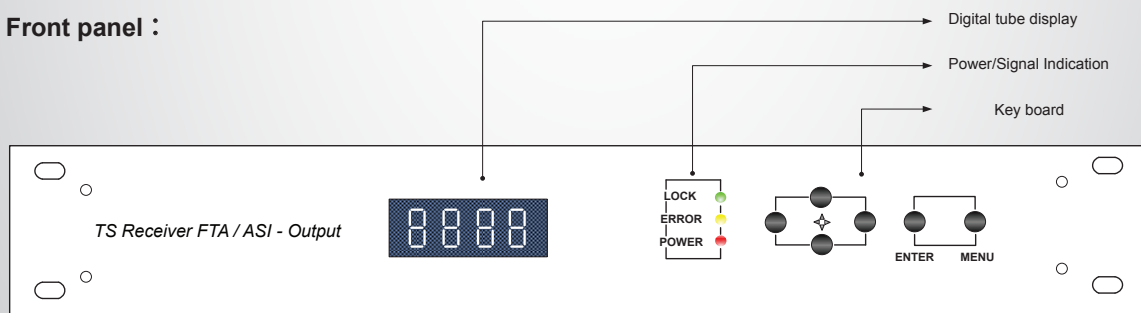 Front panel：
Digital tube display
Power/Signal Indication
Key board
TS Receiver FTA / ASI - Output
8888
LOCK
ERROR
POWER
ENTER MENU